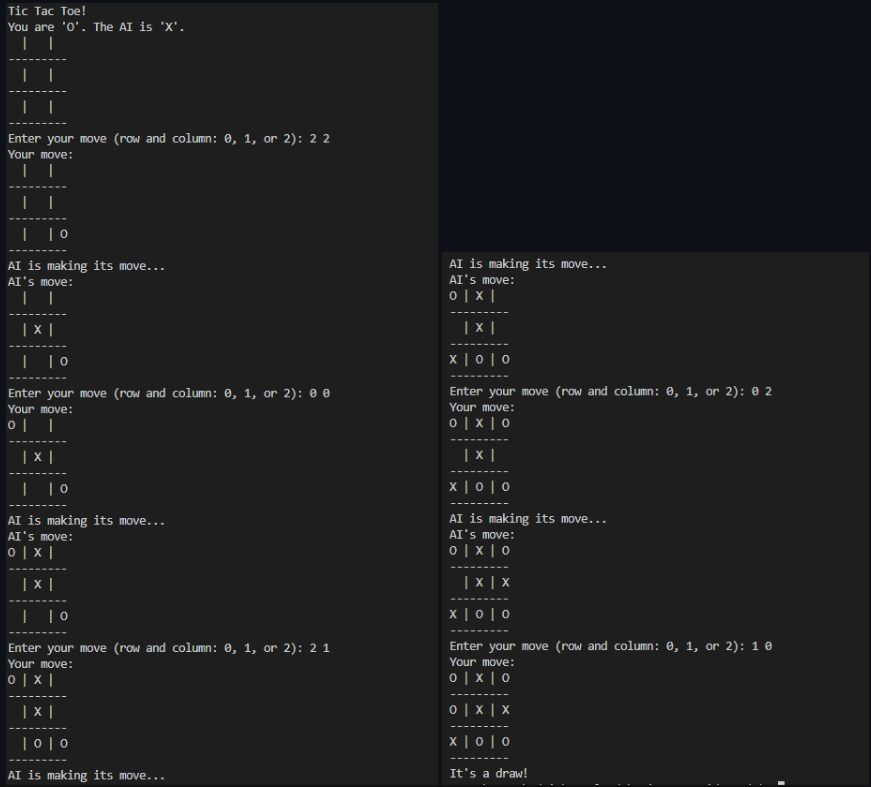 Tic Tac Toe!
You are 'O'. The AI is 'X'.
  |   |
---------
  |   |
---------
  |   |
---------
Enter your move (row and column: 0, 1, or 2): 2 2
Your move:
  |   |
---------
  |   |
---------
  |   | O
---------
AI is making its move...
AI's move:
  |   |
---------
  | X |
---------
  |   | O
---------
Enter your move (row and column: 0, 1, or 2): 0 0
Your move:
O |   |
---------
  | X |
---------
  |   | O
---------
AI is making its move...
AI's move:
O | X |
---------
  | X |
---------
  |   | O
---------
Enter your move (row and column: 0, 1, or 2): 2 1
Your move:
O | X |
---------
  | X |
---------
  | O | O
---------
AI is making its move...
AI is making its move...
AI's move:
O | X |
---------
  | X |
---------
X | O | O
---------
Enter your move (row and column: 0, 1, or 2): 0 2
Your move:
O | X | O
---------
  | X |
---------
X | O | O
---------
AI is making its move...
AI's move:
O | X | O
---------
  | X | X
---------
X | O | O
---------
Enter your move (row and column: 0, 1, or 2): 1 0
Your move:
O | X | O
---------
O | X | X
---------
X | O | O
---------
It's a draw!